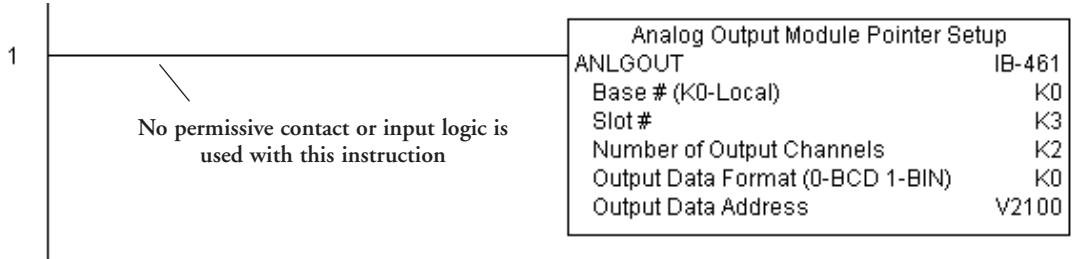 1
Analog Output Module Pointer Setup
ANLGOUT IB-461
Base # (K0-Local) K0
Slot # K3
Number of Output Channels K2
Output Data Format (0-BCD 1-BIN) K0
Output Data Address V2100
No permissive contact or input logic is
used with this instruction